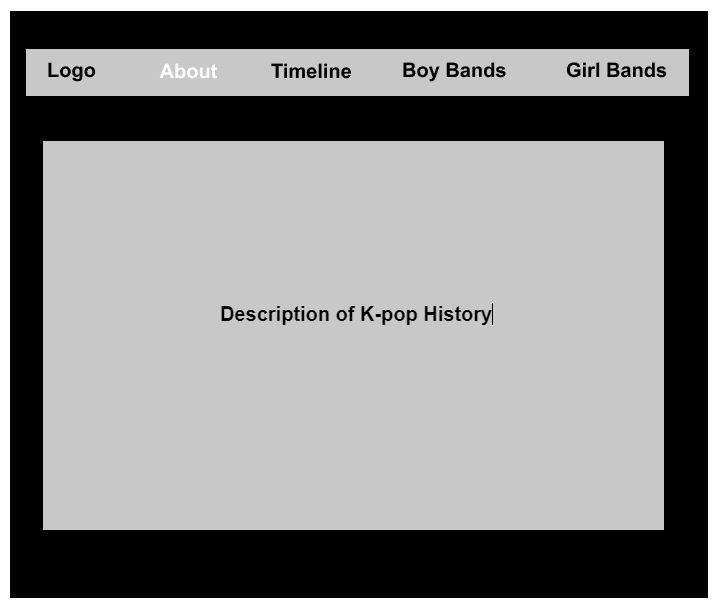 Logo About Timeline Boy Bands Girl Bands
Description of K-pop History